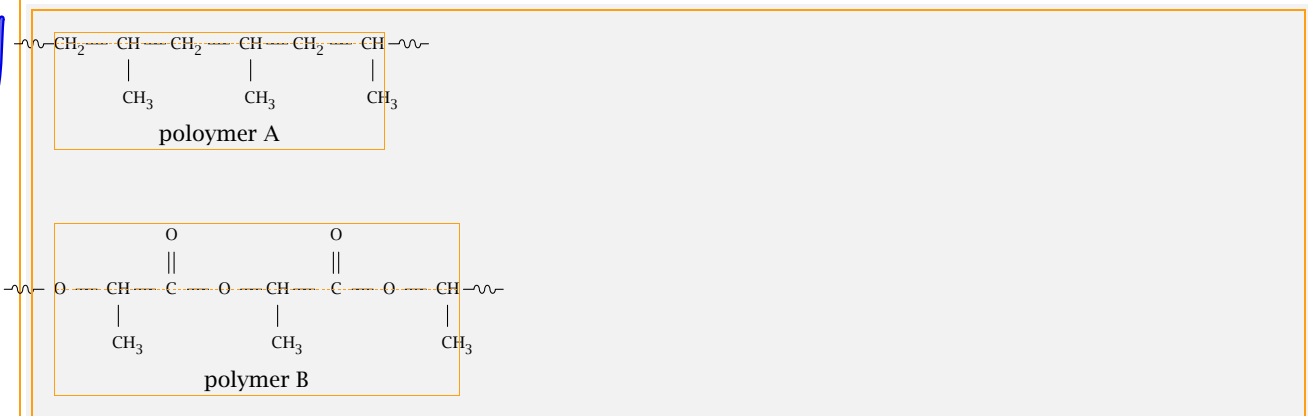 CH2 CH CH2 CH CH2 CH
CH3 CH3 CH3
poloymer A
O O
O CH C O CH C O CH
CH3 CH3 CH3
polymer B